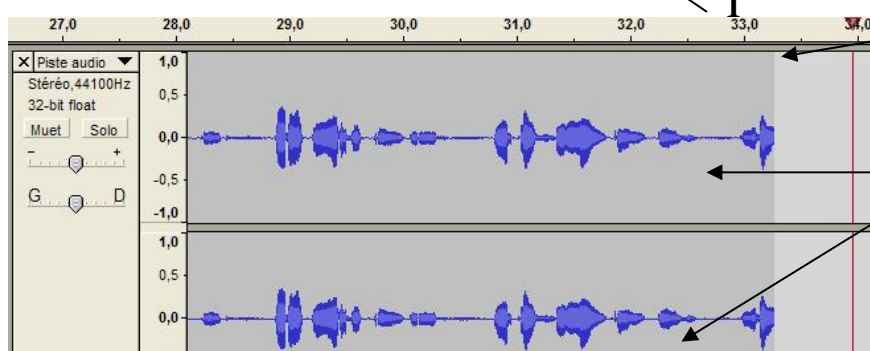 1
27,0 28,0 29,0 30,0 31,0 32,0 33,0 34,0
X Piste audio
Stéréo,44100Hz
32-bit float
Muet Solo
- +
G D
1,0
0,5
0,0
-0,5
-1,0
1,0
0,5
0,0